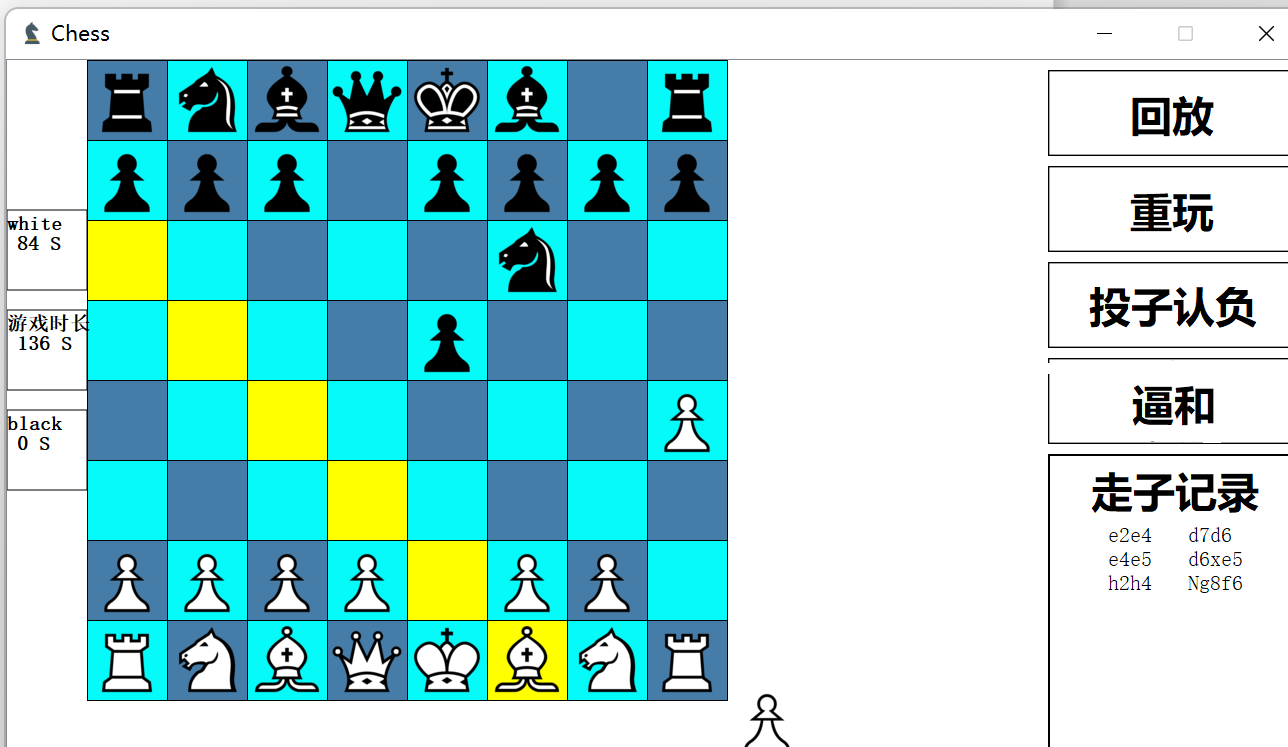 Chess
white
84 S
游戏时长
136 S
black
0 S
回放
重玩
投子认负
逼和
走子记录
e2e4 d7d6
e4e5 d6xe5
h2h4 Ng8f6